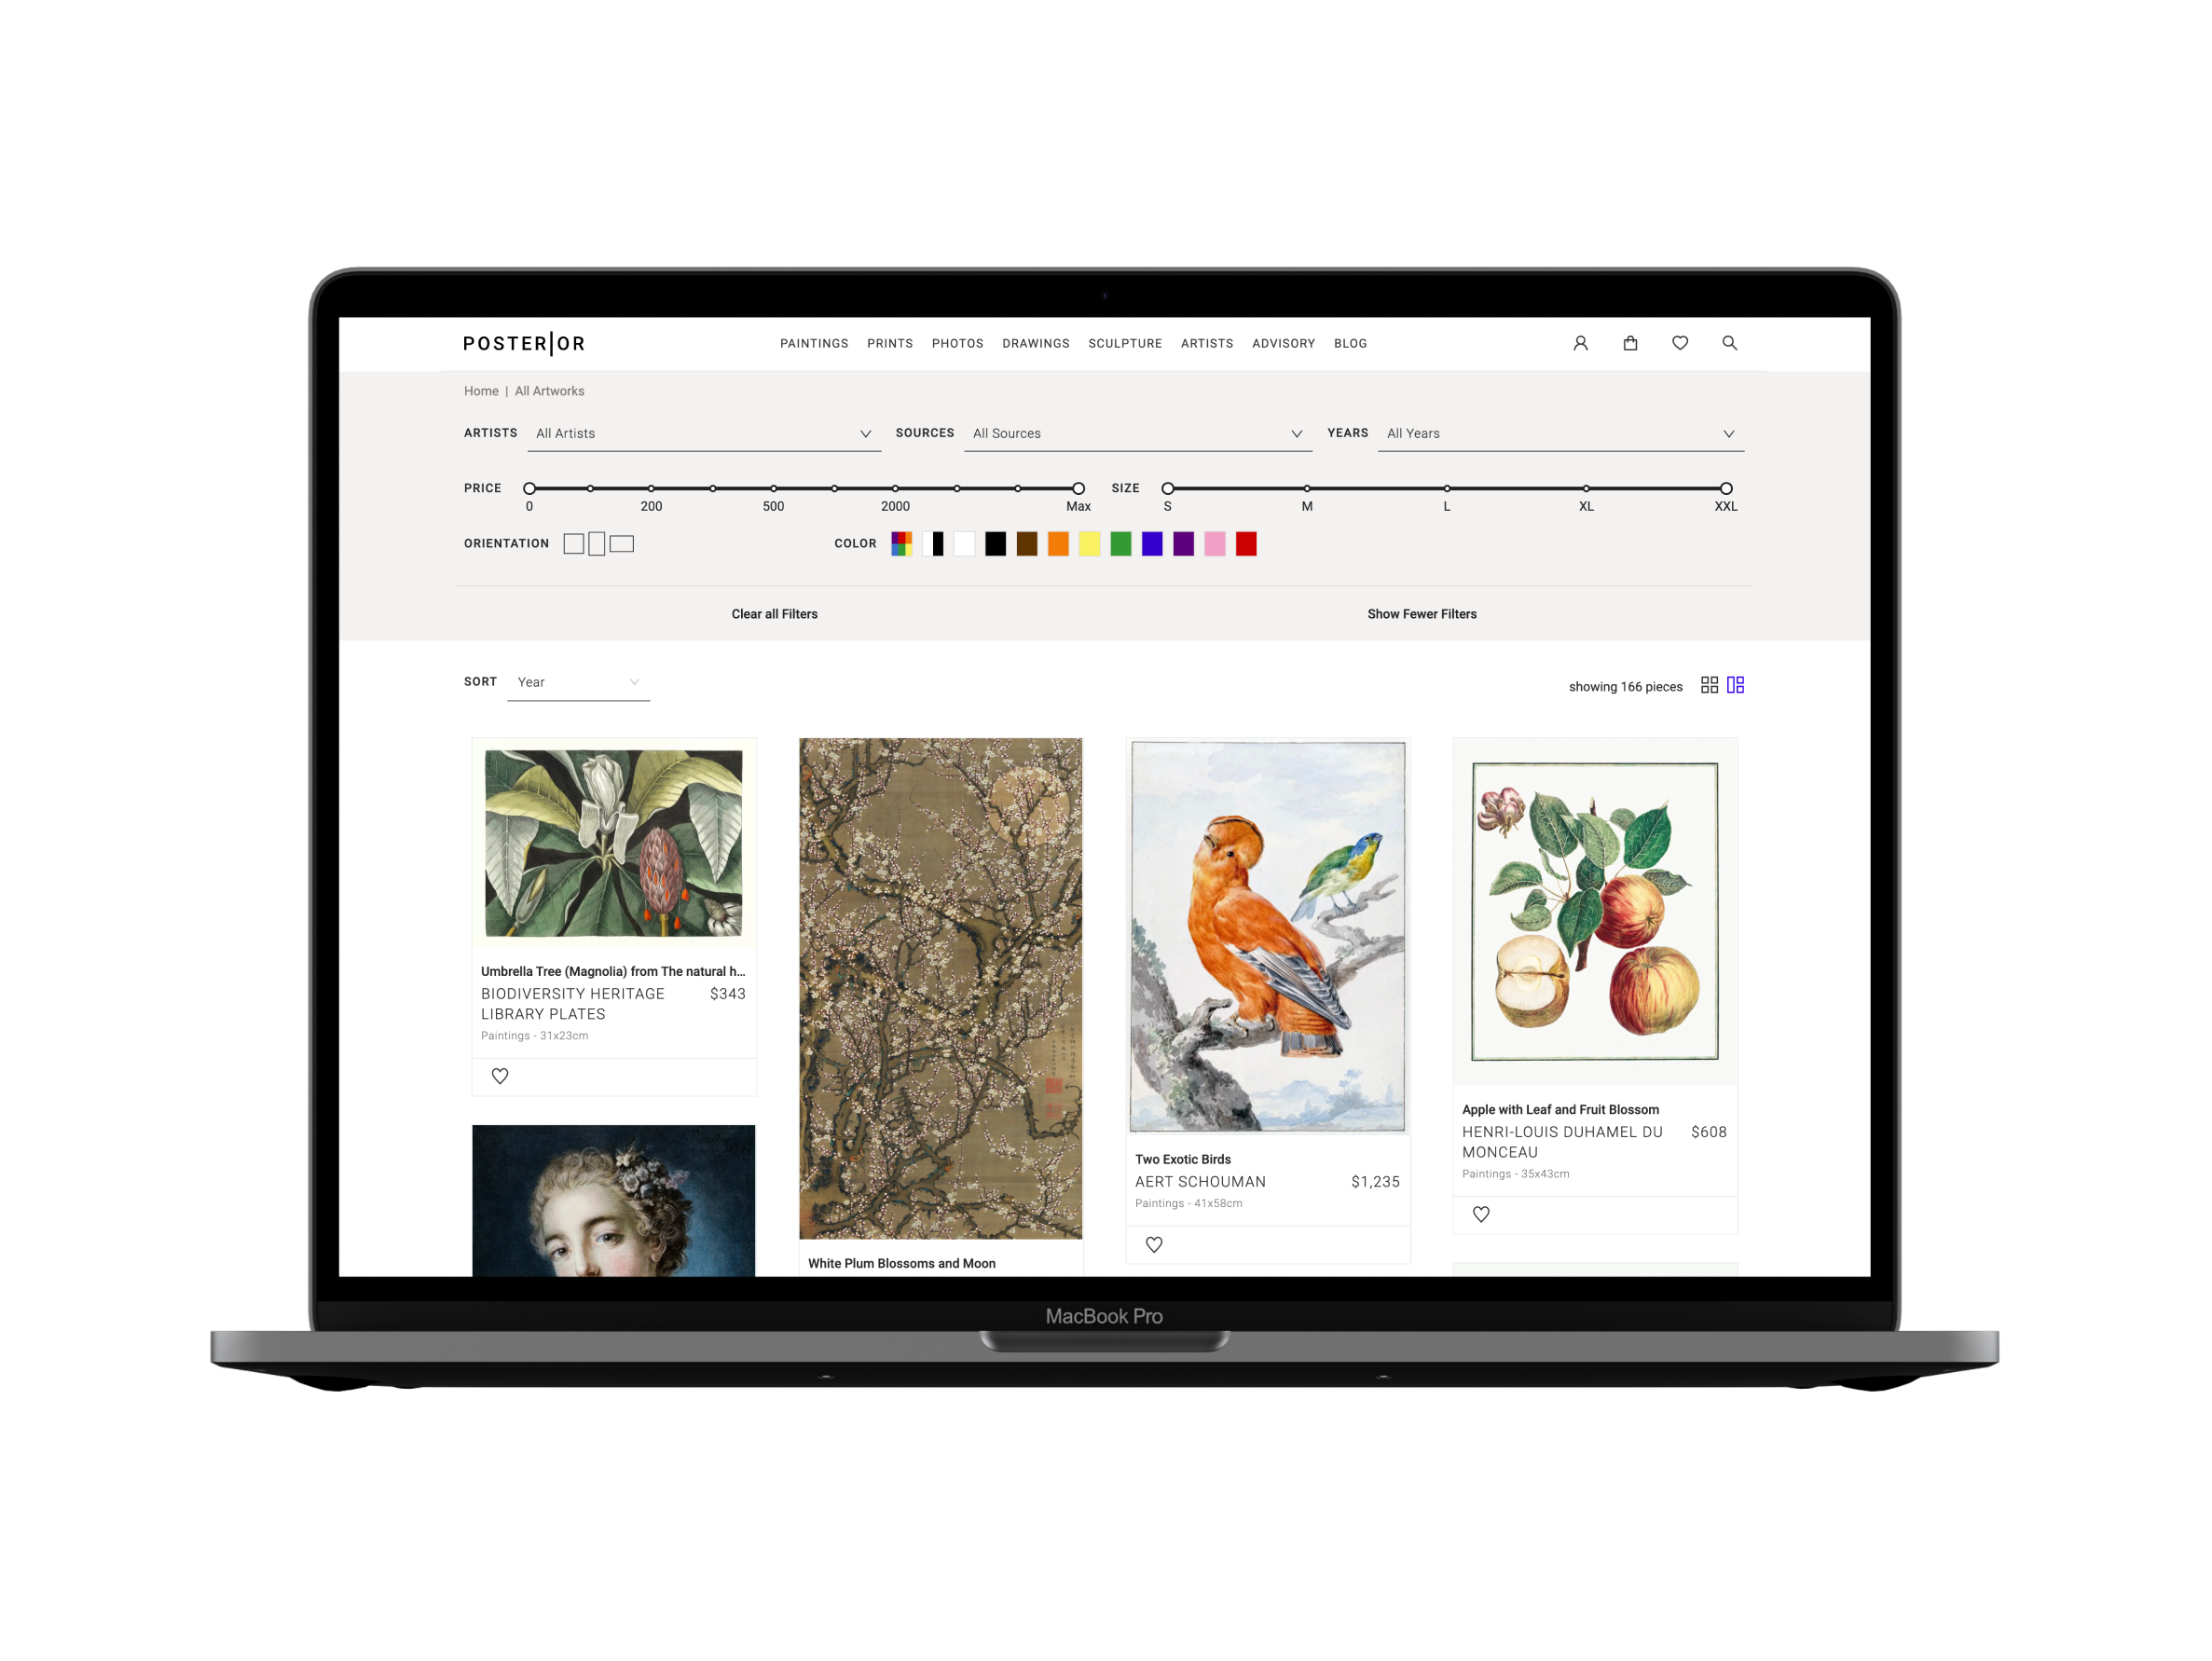 POSTERIOR
PAINTINGS PRINTS PHOTOS DRAWINGS SCULPTURE ARTISTS ADVISORY BLOG
Home | All Artworks
ARTISTS All Artists SOURCES All Sources YEARS All Years
PRICE 0 200 500 2000 Max SIZE S M L XL XXL
ORIENTATION COLOR
Clear all Filters Show Fewer Filters
SORT Year showing 166 pieces
Umbrella Tree (Magnolia) from The natural h...
BIODIVERSITY HERITAGE $343
LIBRARY PLATES
Paintings - 31x23cm
White Plum Blossoms and Moon
Two Exotic Birds
AERT SCHOUMAN $1,235
Paintings - 41x58cm
Apple with Leaf and Fruit Blossom
HENRI-LOUIS DUHAMEL DU $608
MONCEAU
Paintings - 35x43cm
MacBook Pro